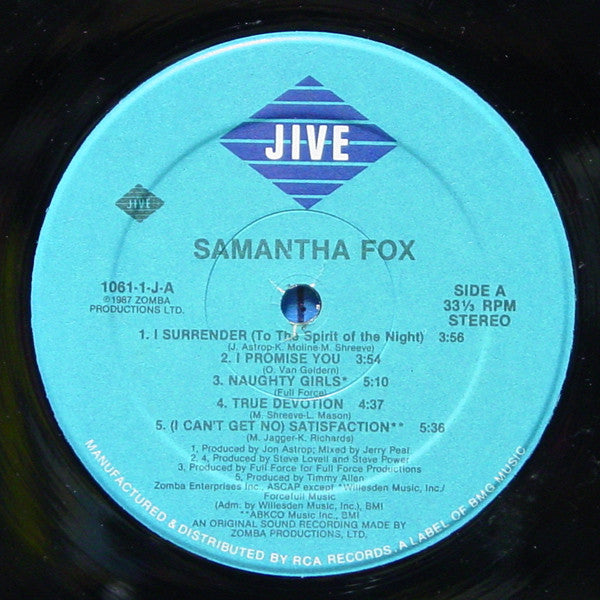 JIVE
JIVE
SAMANTHA FOX
1061-1-J-A
℗1987 ZOMBA
PRODUCTIONS LTD.
SIDE A
33⅓ RPM
STEREO
1. I SURRENDER (To The Spirit of the Night) 3:56
(J. Astrop-K. Moline-M. Shreeve)
2. I PROMISE YOU 3:54
(O. Van Geldern)
3. NAUGHTY GIRLS* 5:10
(Full Force)
4. TRUE DEVOTION 4:37
(M. Shreeve-L. Mason)
5. (I CAN'T GET NO) SATISFACTION** 5:36
(M. Jagger-K. Richards)
1. Produced by Jon Astrop; Mixed by Jerry Peal
2. 4. Produced by Steve Lovell and Steve Power
3. Produced by Full Force for Full Force Productions
5. Produced by Timmy Allen
Zomba Enterprises Inc., ASCAP except *Willesden Music, Inc./
Forcefull Music
(Adm. by Willesden Music, Inc.), BMI
**ABKCO Music Inc., BMI
AN ORIGINAL SOUND RECORDING MADE BY
ZOMBA PRODUCTIONS, LTD.
MANUFACTURED & DISTRIBUTED BY RCA RECORDS. A LABEL OF BMG MUSIC